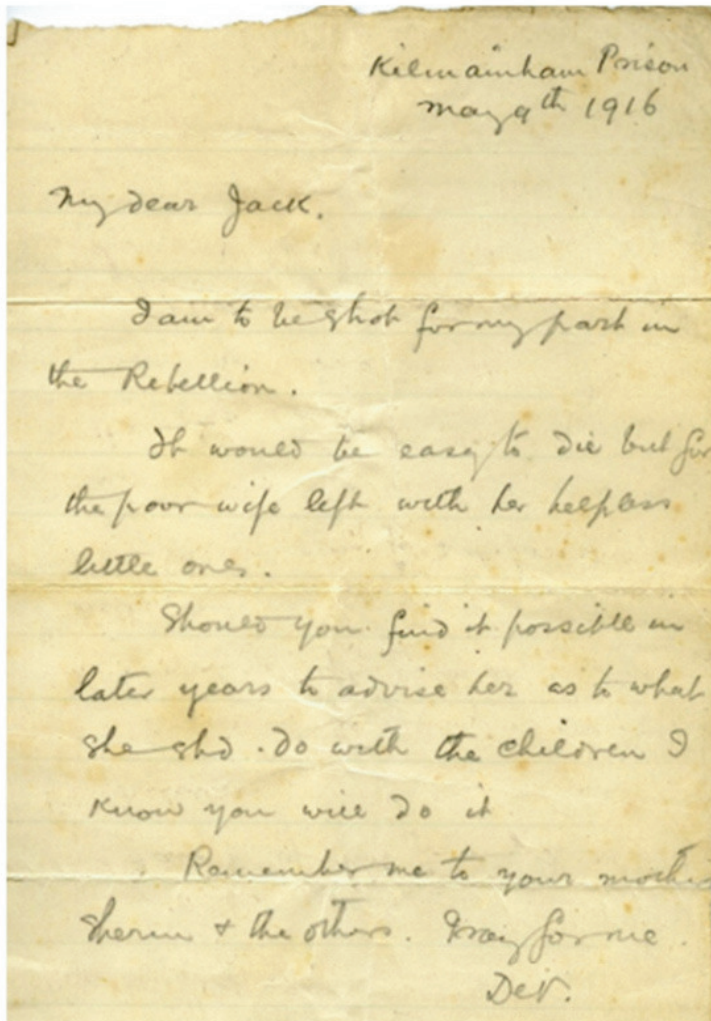 Kilmainham Prison
May 9th 1916
My dear Jack.
I am to be shot for my part in
the Rebellion.
It would be easy to die but for
the poor wife left with her helpless
little ones.
Should you find it possible in
later years to advise her as to what
she shd. do with the children I
know you will do it
Remember me to your mother
& the others. Pray for me
DeV.